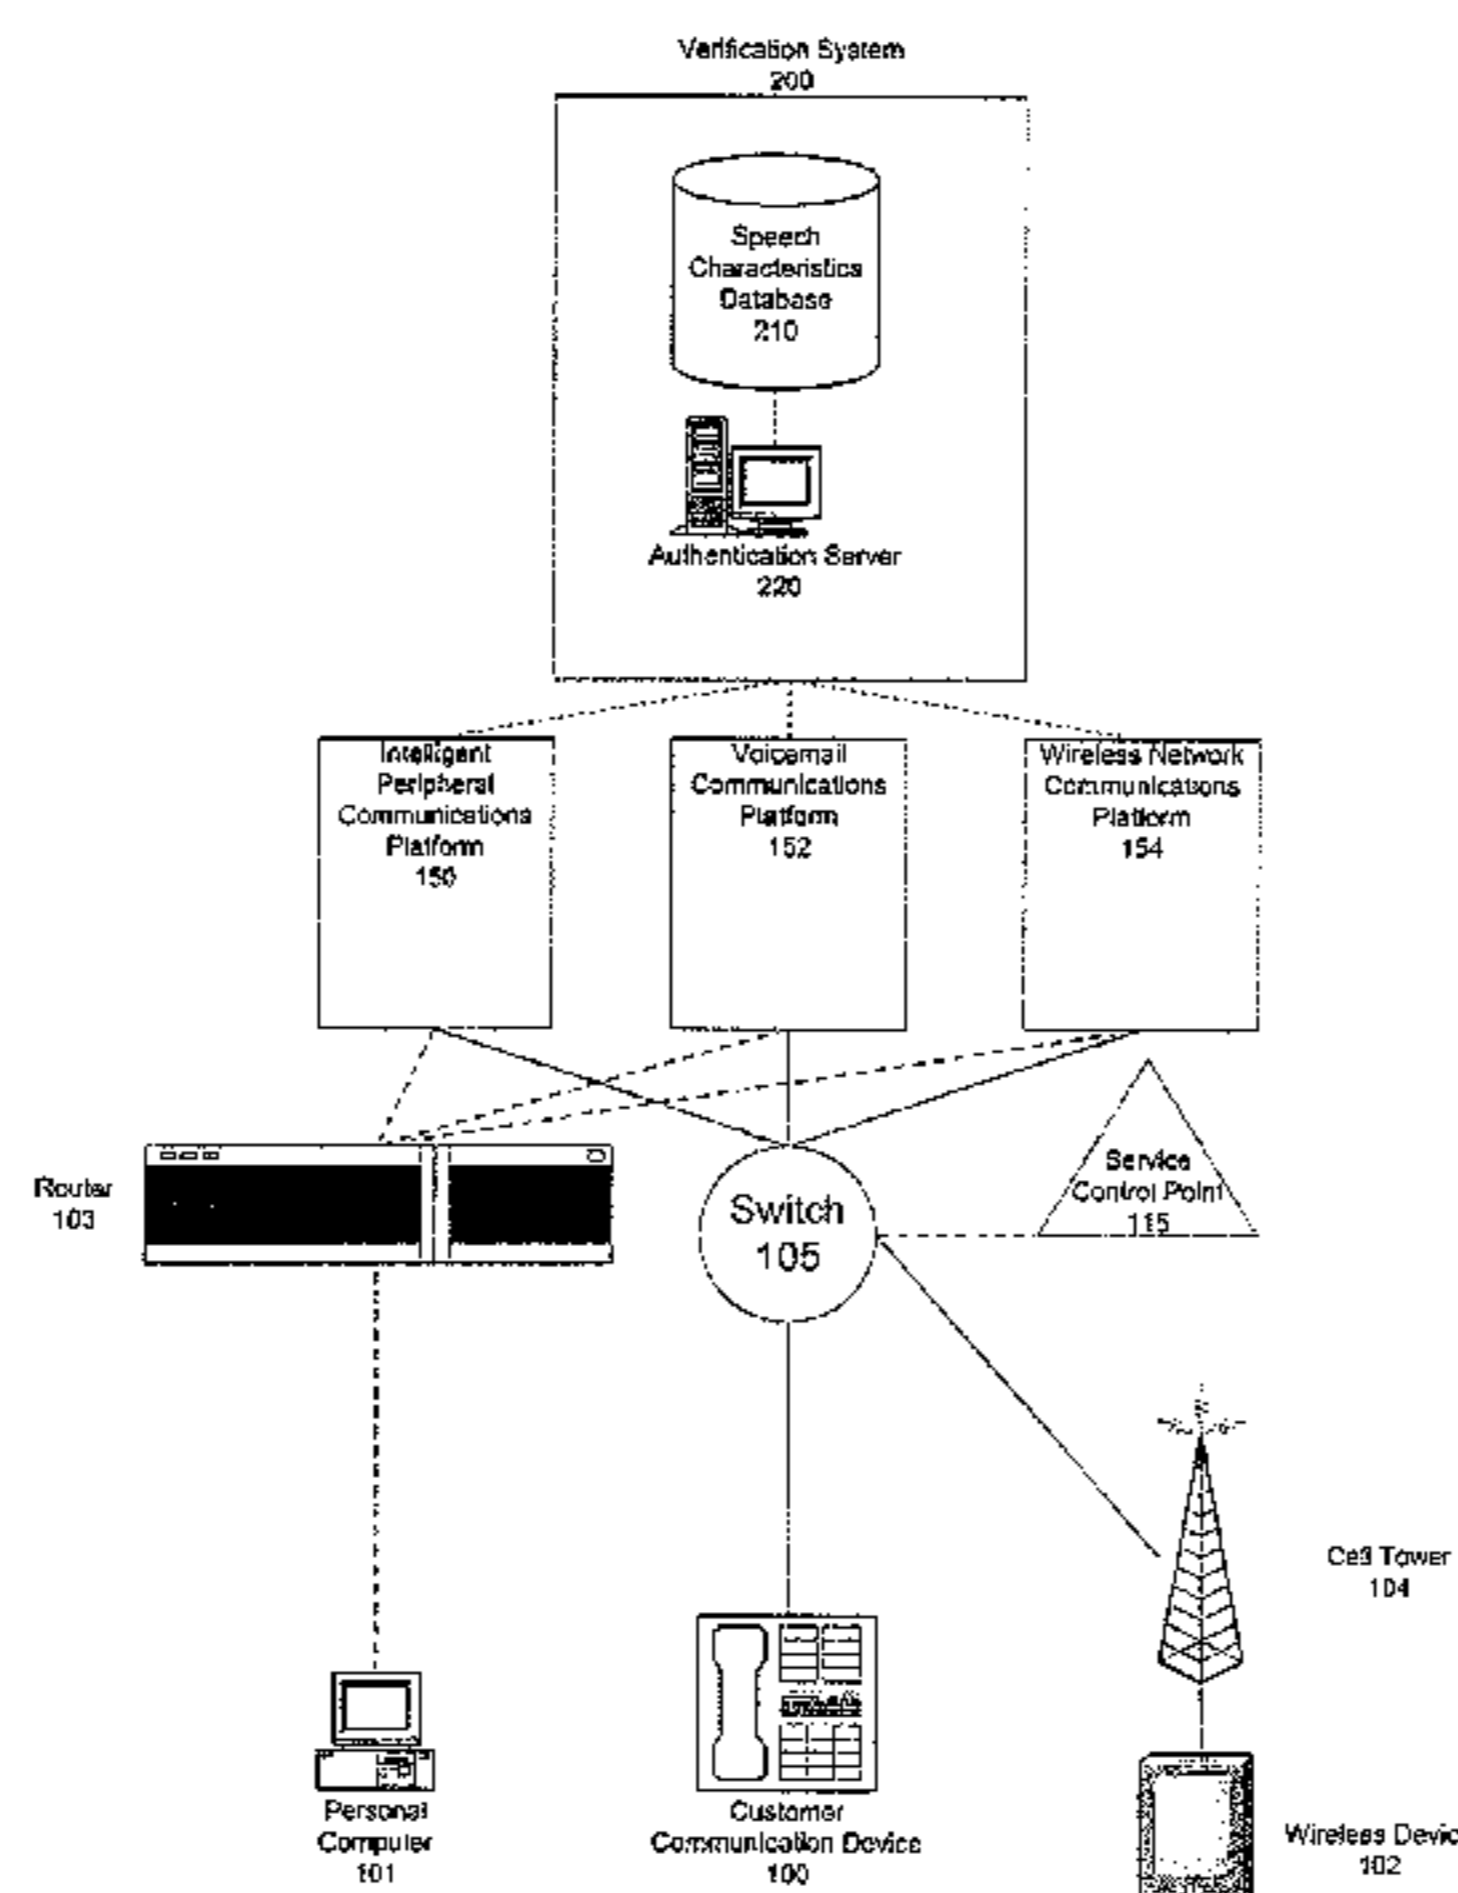 Verification System
200
Speech
Characteristics
Database
210
Authentication Server
220
Intelligent
Peripheral
Communications
Platform
150
Voicemail
Communications
Platform
152
Wireless Network
Communications
Platform
154
Router
103
Switch
105
Service
Control Point
115
Cell Tower
104
Personal
Computer
101
Customer
Communication Device
100
Wireless Devic
102